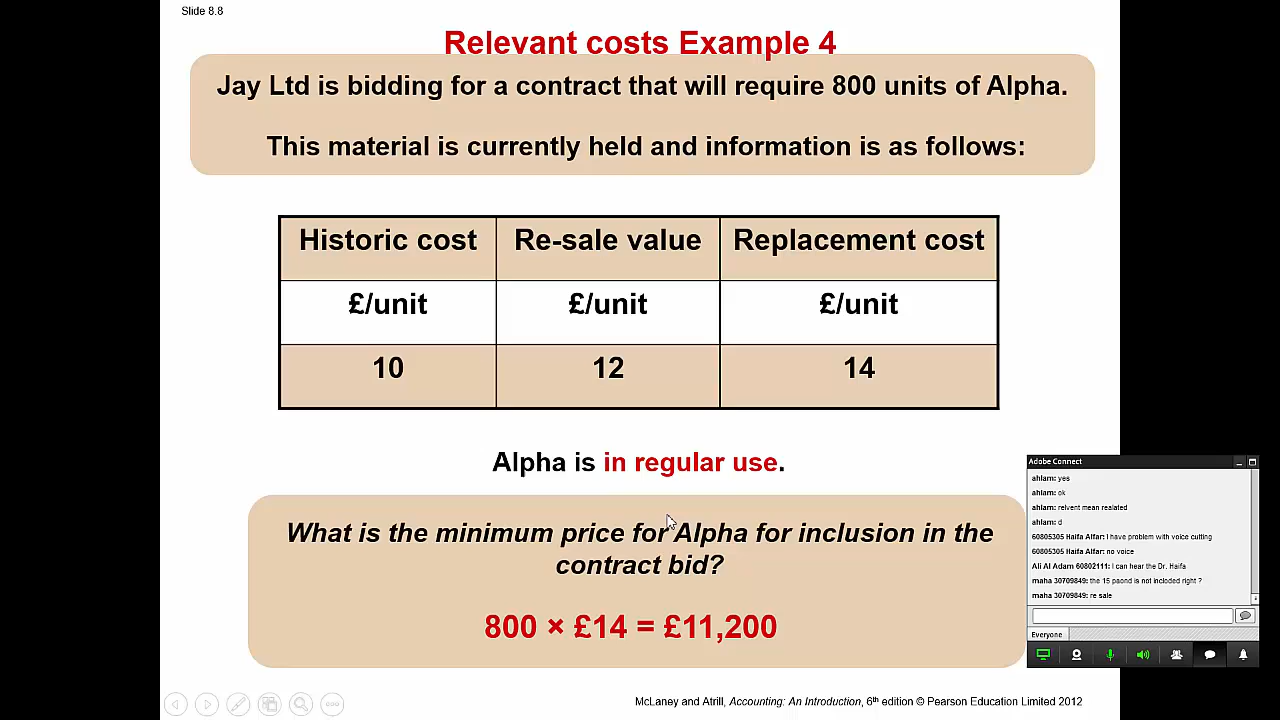 Slide 8.8
Relevant costs Example 4
Jay Ltd is bidding for a contract that will require 800 units of Alpha.
This material is currently held and information is as follows:
Historic cost Re-sale value Replacement cost
£/unit £/unit £/unit
10 12 14
Alpha is in regular use.
What is the minimum price for Alpha for inclusion in the
contract bid?
800 × £14 = £11,200
Adobe Connect
ahlam: yes
ahlam: ok
ahlam: relvent mean realated
ahlam: d
60805305 Haifa Alfar: I have problem with voice cutting
60805305 Haifa Alfar: no voice
Ali Al Adam 60802111: I can hear the Dr. Haifa
maha 30709849: the 15 paond is not incloded right ?
maha 30709849: re sale
Everyone
McLaney and Atrill, Accounting: An Introduction, 6th edition © Pearson Education Limited 2012